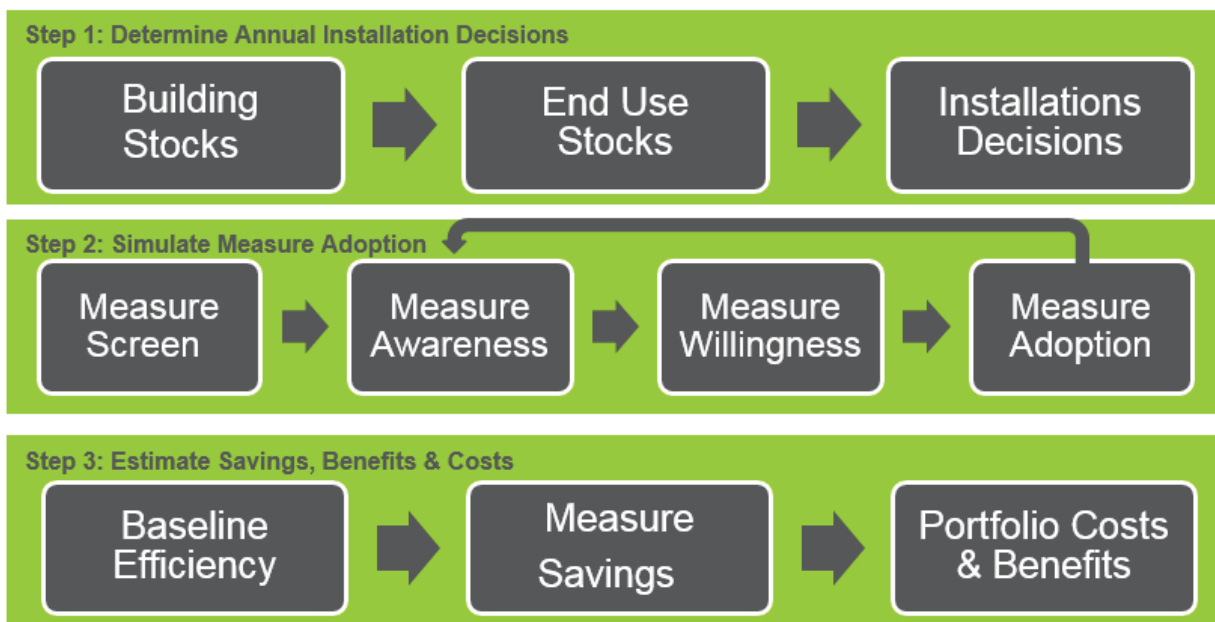 Step 1: Determine Annual Installation Decisions
Building
Stocks
End Use
Stocks
Installations
Decisions
Step 2: Simulate Measure Adoption
Measure
Screen
Measure
Awareness
Measure
Willingness
Measure
Adoption
Step 3: Estimate Savings, Benefits & Costs
Baseline
Efficiency
Measure
Savings
Portfolio Costs
& Benefits